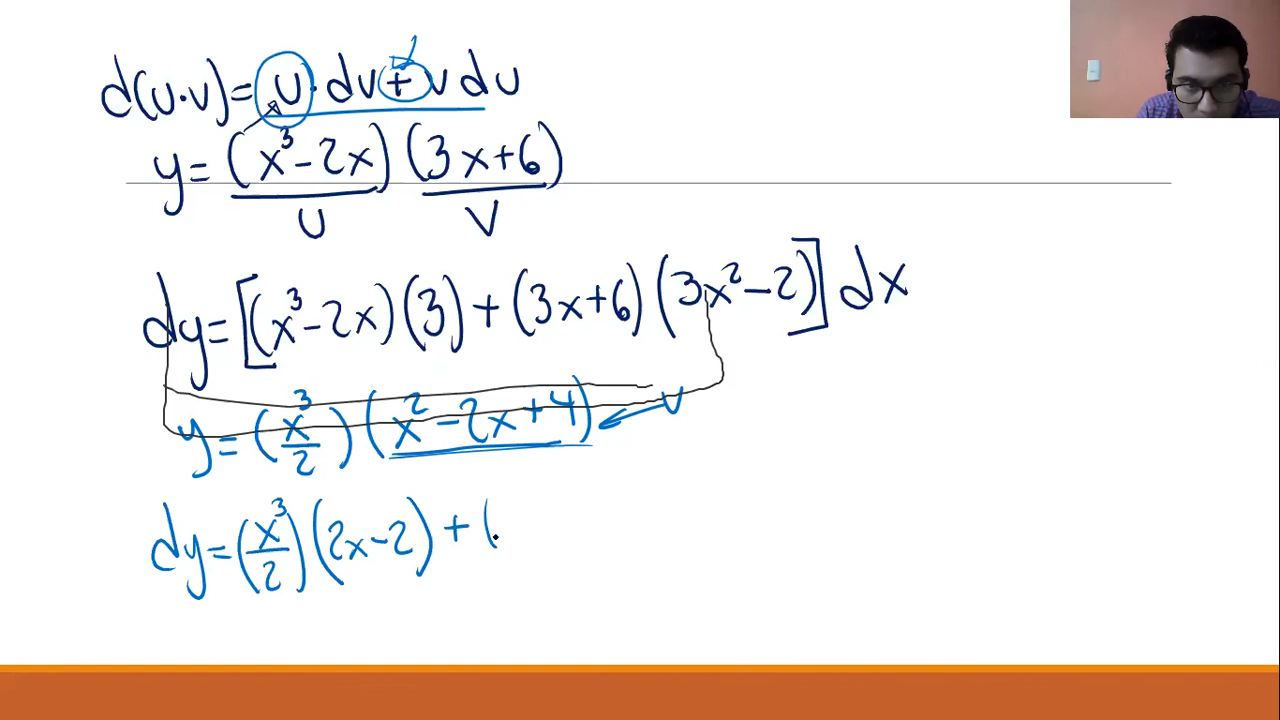 d(u·v)= u· dv + v du
y= (x³-2x) (3x+6)
U V
dy= [(x³-2x)(3)+(3x+6)(3x²-2)] dx
y= (x³/2) (x²-2x+4) v
dy= (x³/2)(2x-2) + (